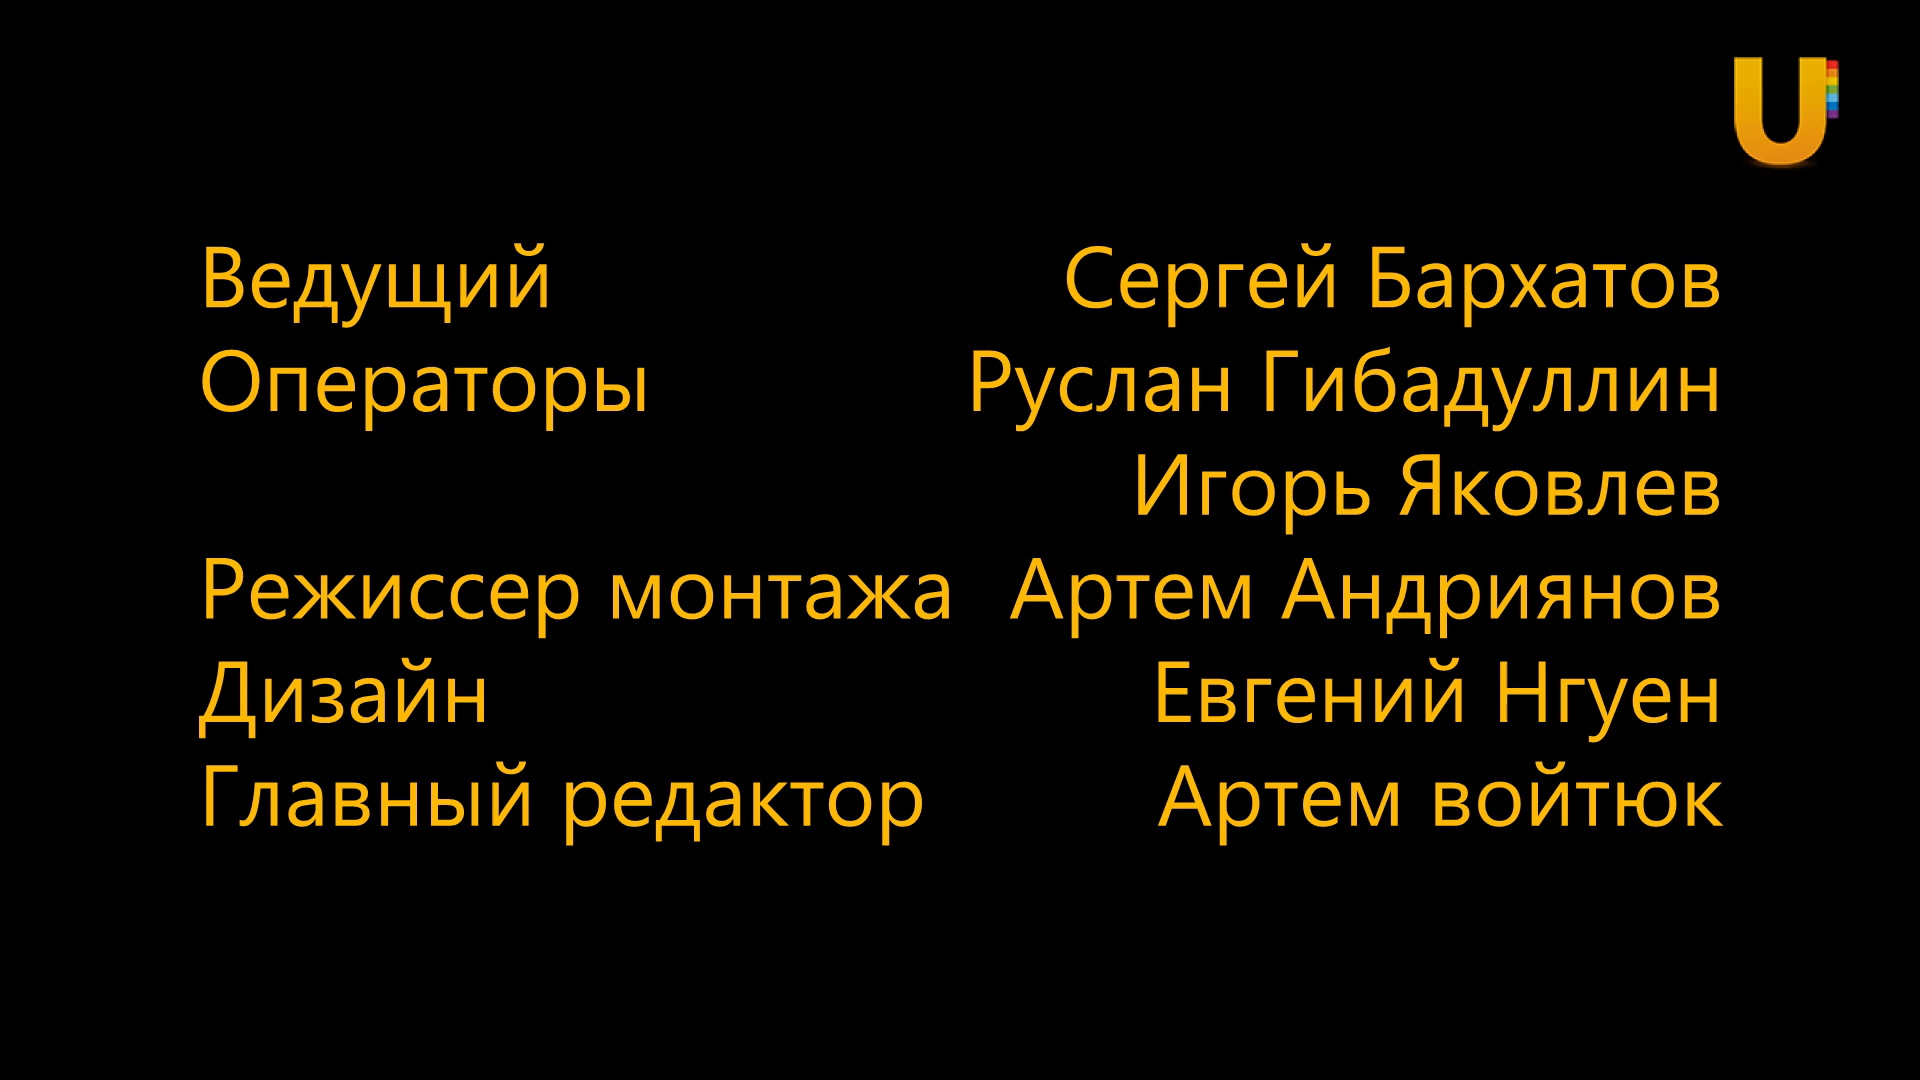 U
Ведущий Сергей Бархатов
Операторы Руслан Гибадуллин
Игорь Яковлев
Режиссер монтажа Артем Андриянов
Дизайн Евгений Нгуен
Главный редактор Артем войтюк